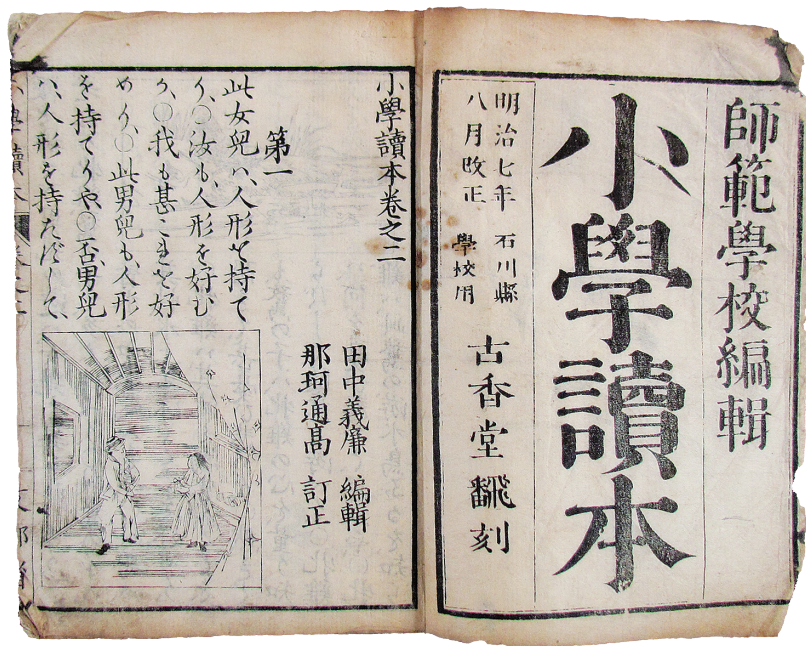 師範學校編輯
小學讀本
明治七年 石川縣
八月改正 學校用
古香堂 飜刻
小學讀本卷之二
田中義廉 編輯
那珂通髙 訂正
第一
此女兒ハ、人形を持て
り、○汝も、人形を好む
か、○我も甚これを好
めり、○此男兒も、人形
を持てりや、○否、男兒
ハ、人形を持たずして、